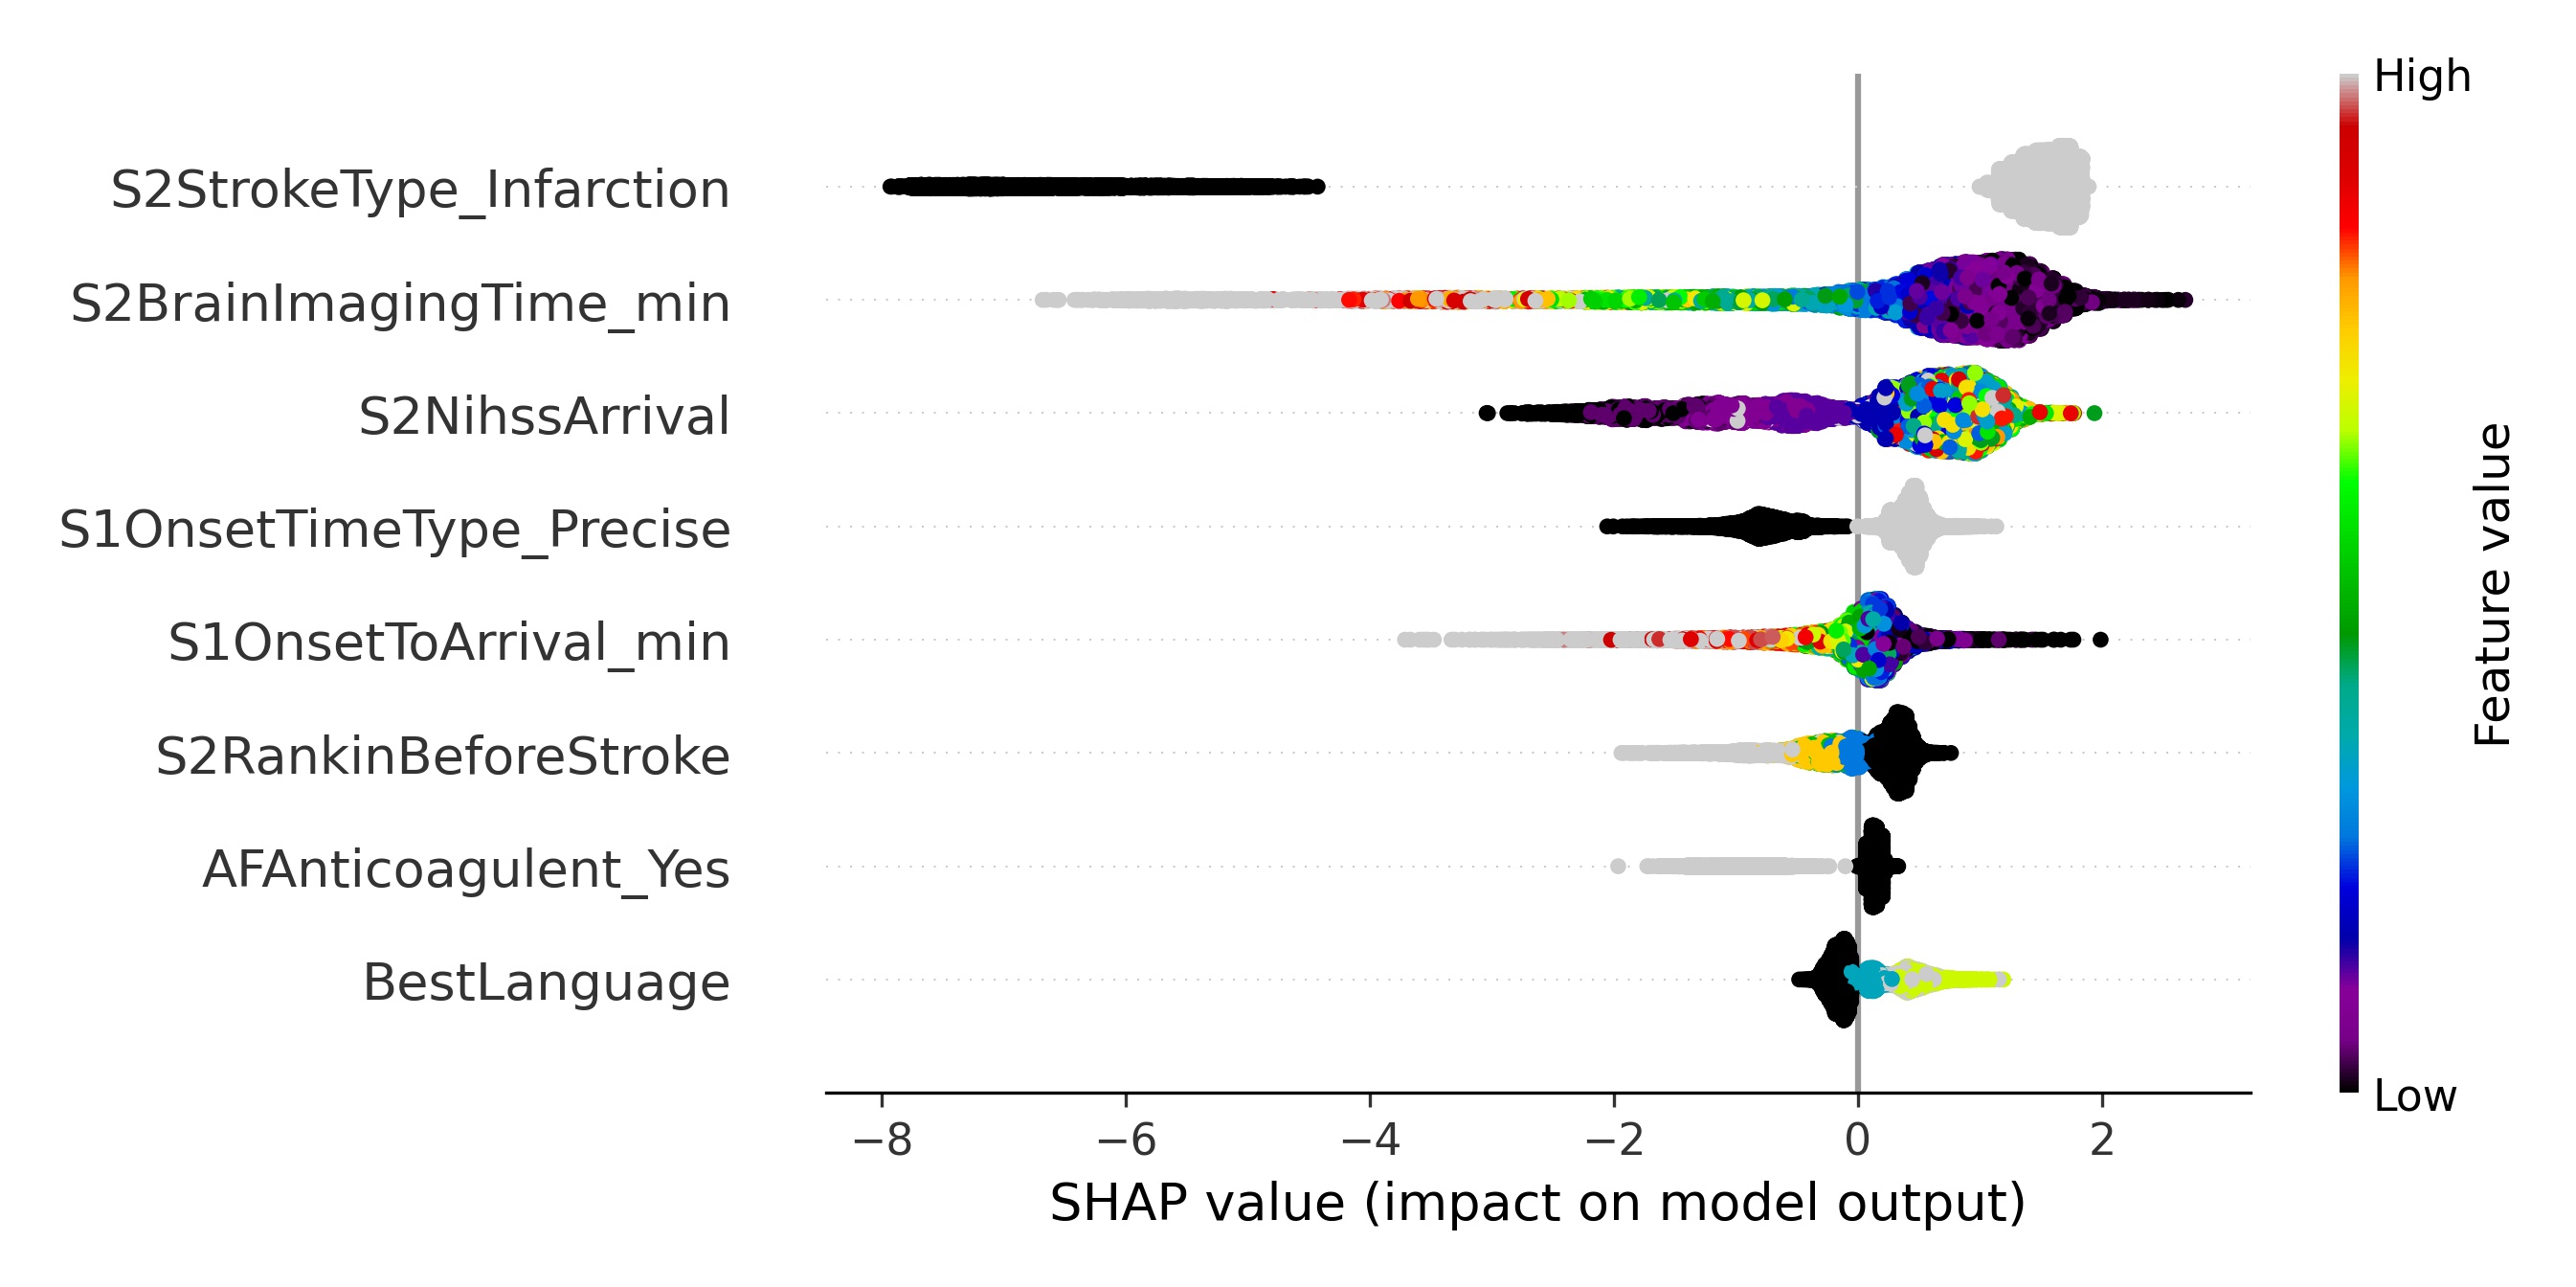 High
S2StrokeType_Infarction
S2BrainImagingTime_min
S2NihssArrival
S1OnsetTimeType_Precise
S1OnsetToArrival_min
S2RankinBeforeStroke
AFAnticoagulent_Yes
BestLanguage
Feature value
Low
−8 −6 −4 −2 0 2
SHAP value (impact on model output)